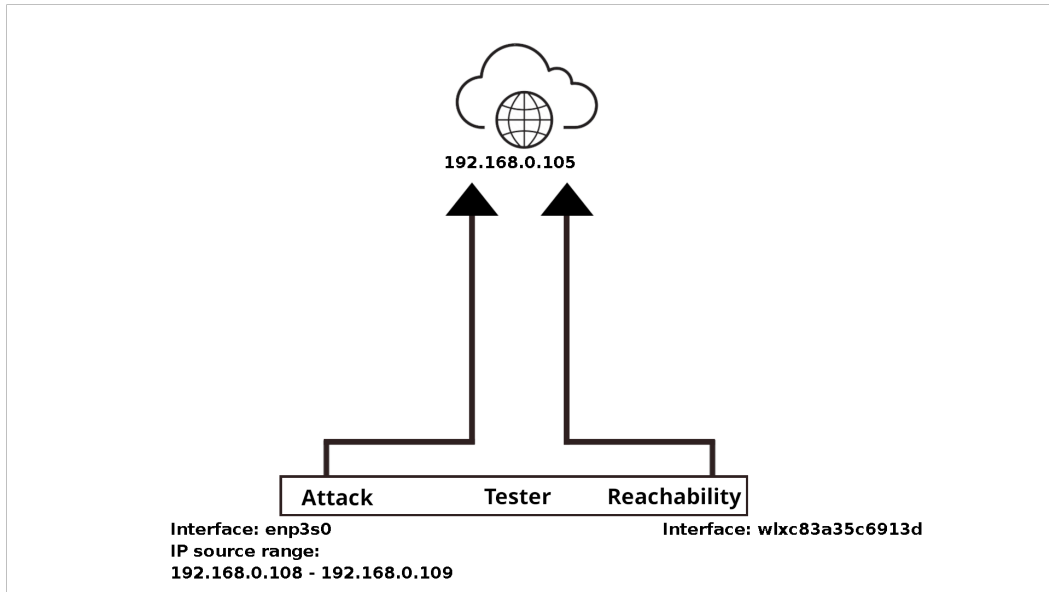 192.168.0.105
Attack Tester Reachability
Interface: enp3s0
Interface: wlxc83a35c6913d
IP source range:
192.168.0.108 - 192.168.0.109